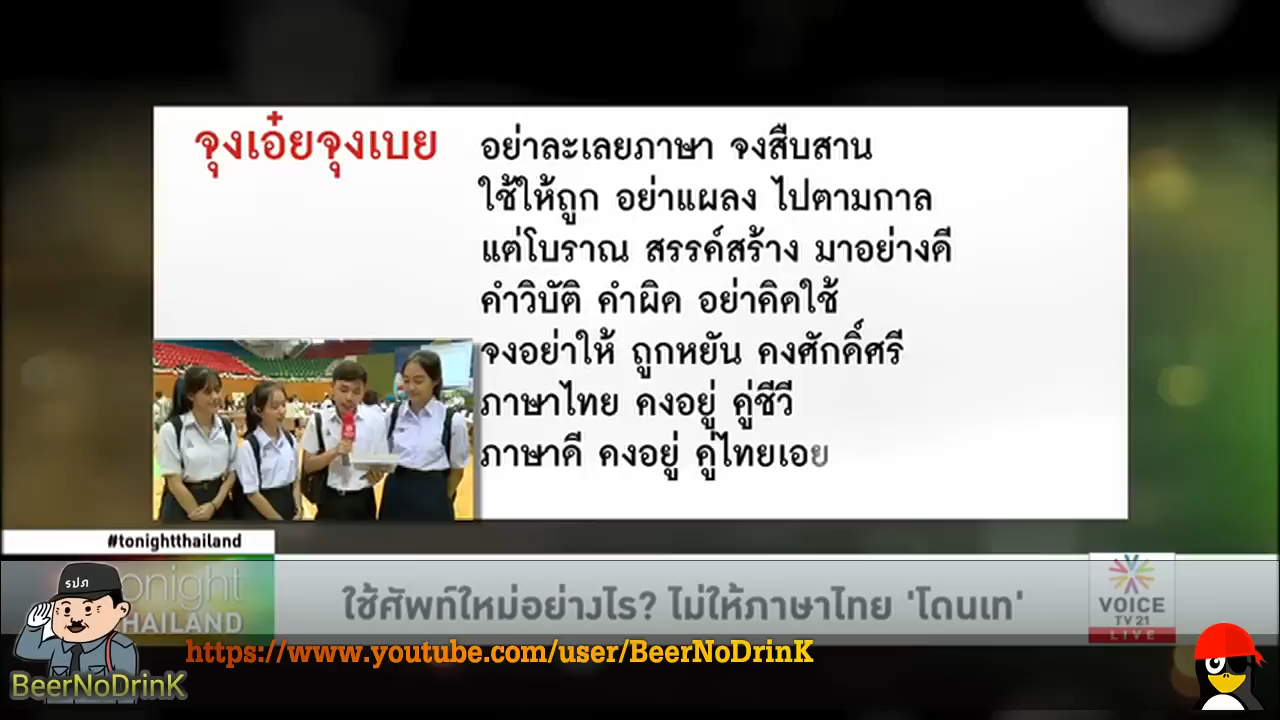 จุงเอ๋ยจุงเบย
อย่าละเลยภาษา จงสืบสาน
ใช้ให้ถูก อย่าแผลง ไปตามกาล
แต่โบราณ สรรค์สร้าง มาอย่างดี
คำวิบัติ คำผิด อย่าคิดใช้
จงอย่าให้ ถูกหยัน คงศักดิ์ศรี
ภาษาไทย คงอยู่ คู่ชีวี
ภาษาดี คงอยู่ คู่ไทยเอย
#tonightthailand
tonight
THAILAND
ใช้ศัพท์ใหม่อย่างไร? ไม่ให้ภาษาไทย 'โดนเท'
VOICE
TV 21
LIVE
รปภ
https://www.youtube.com/user/BeerNoDrinK
BeerNoDrinK